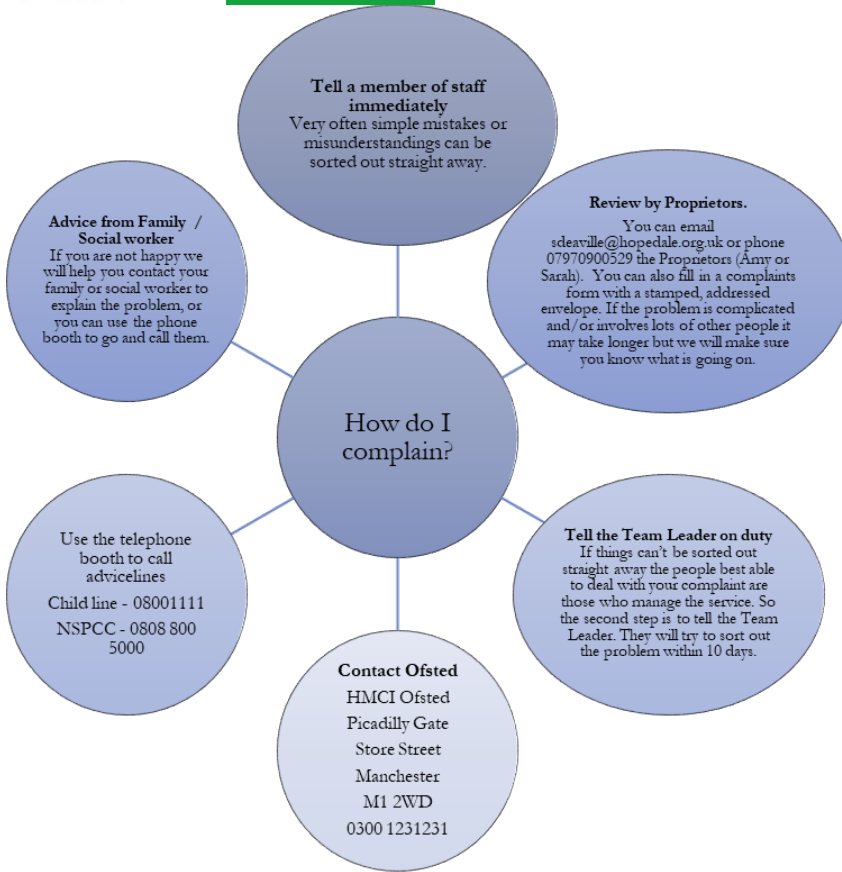 Tell a member of staff
immediately
Very often simple mistakes or
misunderstandings can be
sorted out straight away.
Review by Proprietors.
You can email
sdeaville@hopedale.org.uk or phone
07970900529 the Proprietors (Amy or
Sarah).  You can also fill in a complaints
form with a stamped, addressed
envelope. If the problem is complicated
and/or involves lots of other people it
may take longer but we will make sure
you know what is going on.
Tell the Team Leader on duty
If things can't be sorted out
straight away the people best able
to deal with your complaint are
those who manage the service. So
the second step is to tell the Team
Leader. They will try to sort out
the problem within 10 days.
Contact Ofsted
HMCI Ofsted
Picadilly Gate
Store Street
Manchester
M1 2WD
0300 1231231
Use the telephone
booth to call
advicelines
Child line - 08001111
NSPCC - 0808 800
5000
Advice from Family  /
Social worker
If you are not happy we
will help you contact your
family or social worker to
explain the problem, or
you can use the phone
booth to go and call them.
How do I
complain?